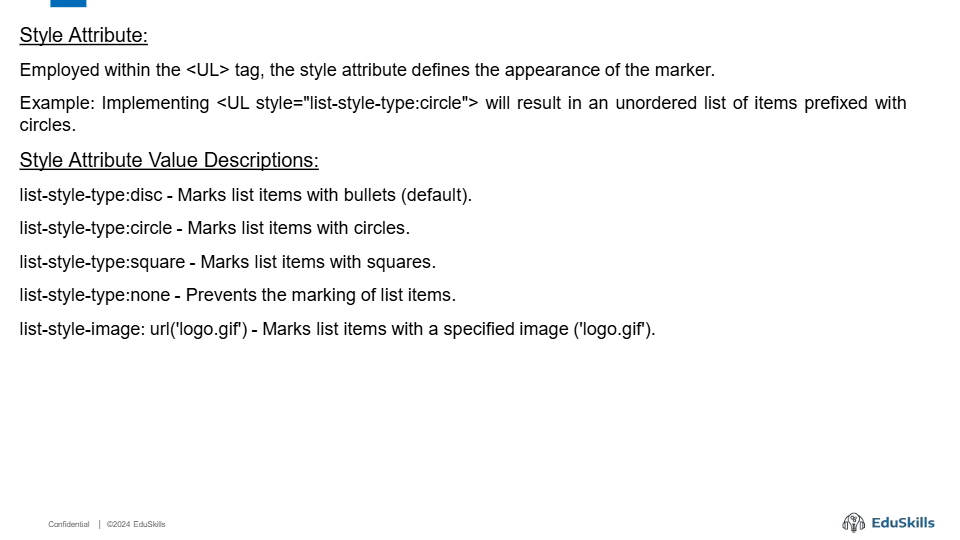 Style Attribute:
Employed within the <UL> tag, the style attribute defines the appearance of the marker.
Example: Implementing <UL style="list-style-type:circle"> will result in an unordered list of items prefixed with
circles.
Style Attribute Value Descriptions:
list-style-type:disc - Marks list items with bullets (default).
list-style-type:circle - Marks list items with circles.
list-style-type:square - Marks list items with squares.
list-style-type:none - Prevents the marking of list items.
list-style-image: url('logo.gif') - Marks list items with a specified image ('logo.gif').
Confidential | ©2024 EduSkills
EduSkills